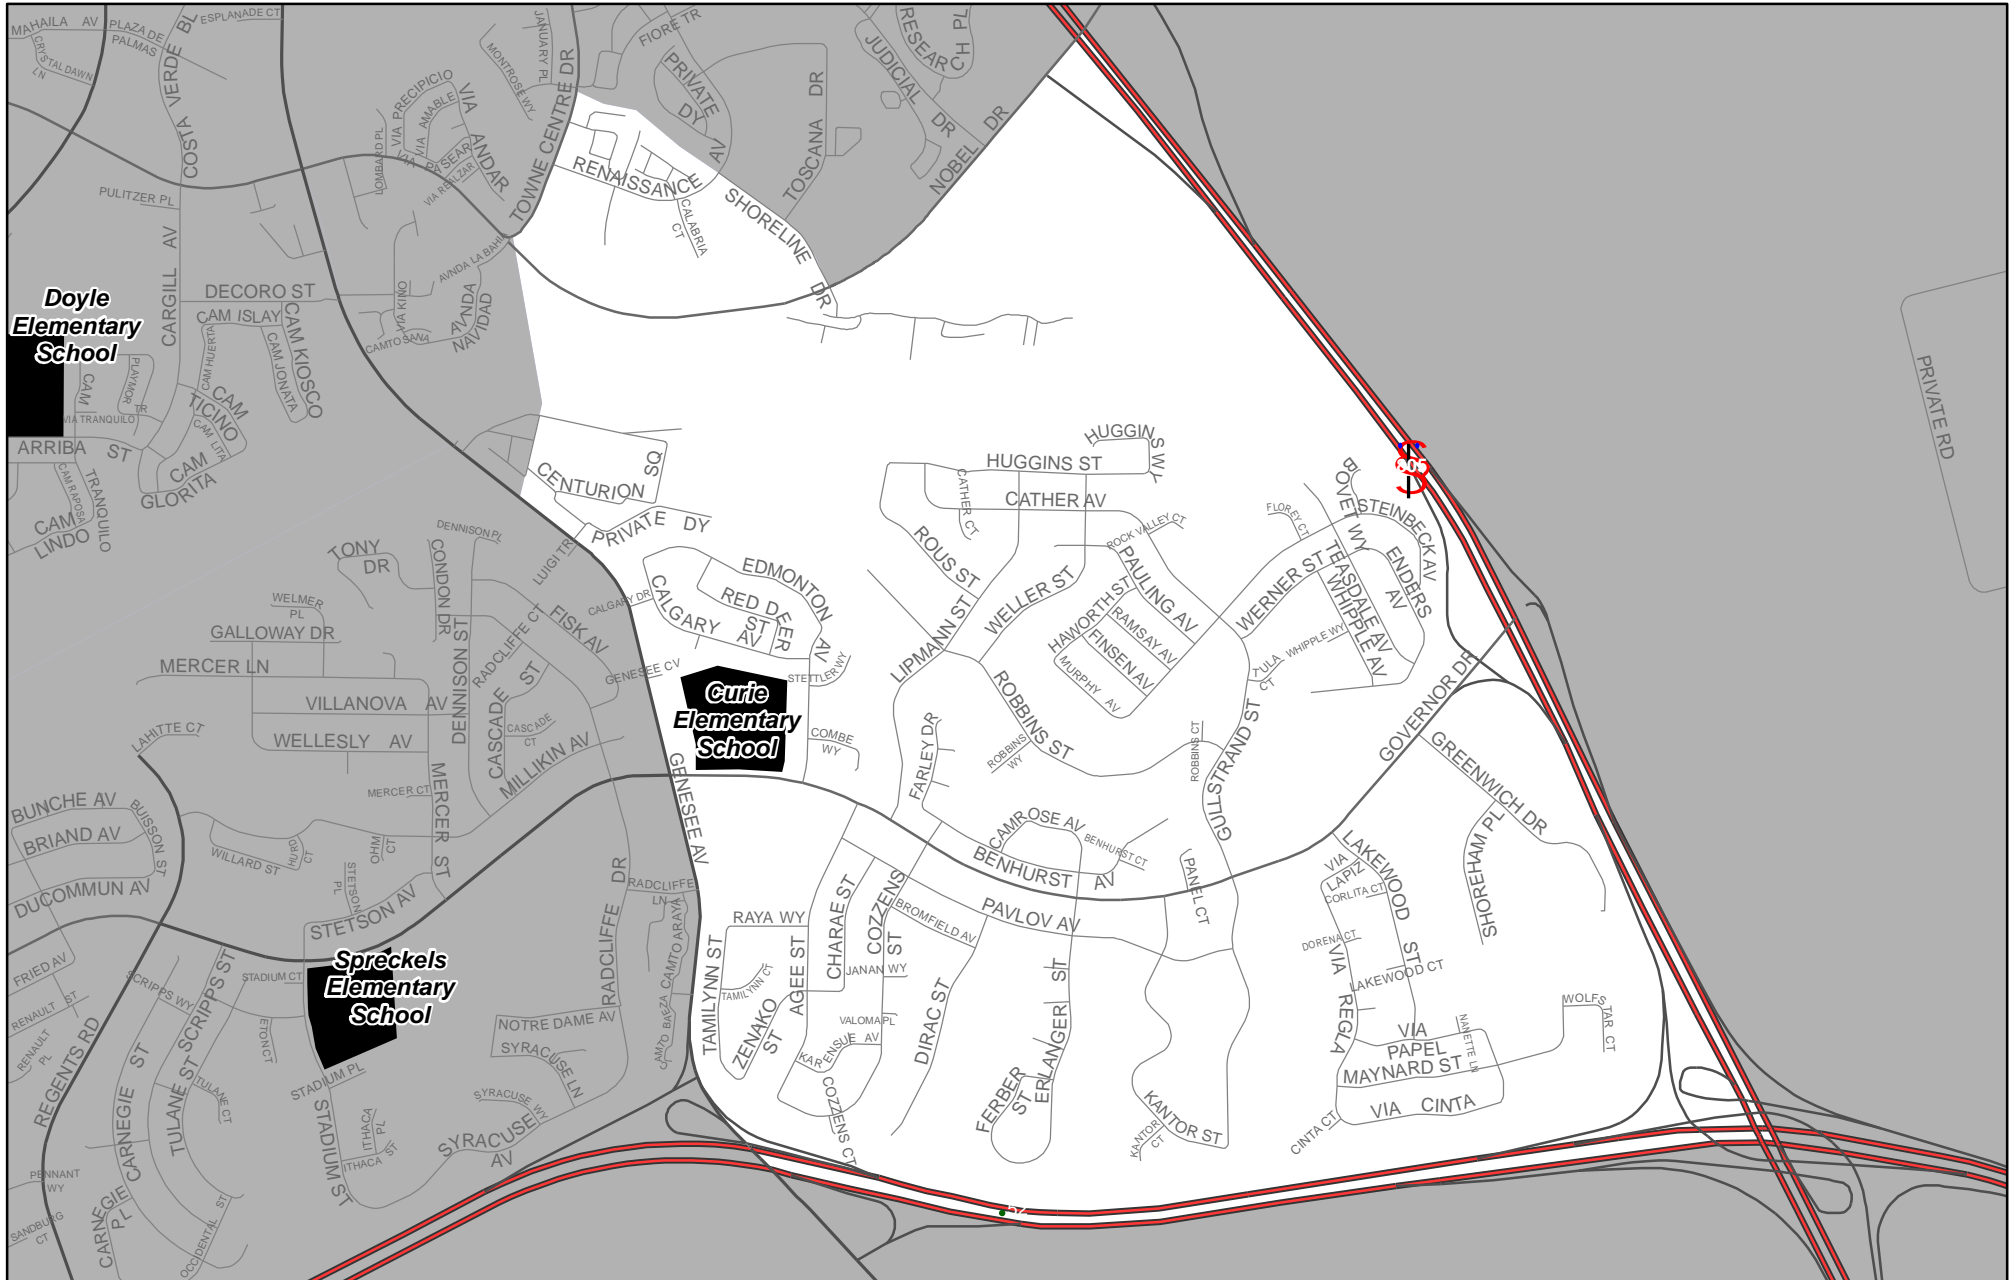 MAHAILA AV
PLAZA DE
PALMAS
ESPLANADE CT
CRYSTAL DAWN
LN
COSTA VERDE BL
JANUARY PL
MONTROSE WY
TOWNE CENTRE DR
FIORE TR
PRIVATE
DY
JUDICIAL
DR
RESEAR
CH PL
TOSCANA DR
NOBEL DR
LOMBARD PL
VIA PRECIPICIO
VIA AMABLE
VIA
ANDAR
VIA PASEAR
VIA REALZAR
RENAISSANCE
AV
CALABRIA
CT
SHORELINE
DR
PULITZER PL
CARGILL AV
AVNDA LA BAHIA
DECORO ST
CAM ISLAY
CAM KIOSCO
CAM HUERTA
CAM JONATA
VIA KINO
AVNDA
NAVIDAD
CAMTO SANA
Doyle
Elementary
School
CAM
PLAYMOR
TR
VIA TRANQUILO
CAM
TICINO
CAM LITA
ARRIBA ST
CAM
GLORITA
CAM RAPOSA
TRANQUILO
CAM
LINDO
PRIVATE RD
CENTURION SQ
PRIVATE DY
LUIGI TR
HUGGIN
S WL
HUGGINS ST
CATHER CT
CATHER AV
ROUS ST
ROCK VALLEY CT
BOVET WY
805
FLOREY CT
STEINBECK AV
TEASDALE AV
ENDERS
AV
WHIPPLE AV
WERNER ST
WHIPPLE WY
TULA
CT
TONY
DR
CONDON DR
DENNISON PL
WELMER
PL
GALLOWAY DR
MERCER LN
VILLANOVA AV
WELLESLY AV
LAHITTE CT
DENNISON ST
RADCLIFFE CT
CASCADE ST
CASCADE
CT
MILLIKIN AV
FISK AV
CALGARY DR
GENESEE CV
CALGARY AV
RED DEER
ST
EDMONTON
AV
STETTLER WY
Curie
Elementary
School
COMBE
WY
LIPMANN ST
WELLER ST
PAULING AV
HAWORTH ST
RAMSAY AV
FINSEN AV
MURPHY AV
ROBBINS ST
ROBBINS
WY
ROBBINS CT
FARLEY DR
GULLSTRAND ST
GOVERNOR DR
GREENWICH DR
SHOREHAM PL
GENESEE AV
MERCER ST
MERCER CT
BUNCHE AV
BRIAND AV
DUCOMMUN AV
BUISSON ST
WILLARD ST
HURG
CT
OHM
CT
STETSON
PL
STETSON AV
CAMROSE AV
BENHURST CT
BENHURST AV
PANEL CT
LAKEWOOD ST
VIA
LAPIZ
CORLITA CT
DORENA CT
VIA
REGLA
LAKEWOOD CT
RADCLIFFE DR
RADCLIFFE
LN
CAMTO ARAYA
CAMTO BAEZA
RAYA WY
TAMILYNN ST
TAMILYNN CT
AGEE ST
ZENAKO
ST
CHARAE ST
COZZENS
ST
BROMFIELD AV
PAVLOV AV
JANAN WY
VALOMA PL
KARENSUE AV
COZZENS CT
DIRAC ST
ERLANGER ST
FERBER
ST
KANTOR ST
KANTOR
CT
VIA
PAPEL
NANETTE LN
MAYNARD ST
VIA CINTA
CINTA CT
WOLFS
TAR CT
Spreckels
Elementary
School
STADIUM CT
STADIUM PL
STADIUM ST
ETON CT
FRIED AV
RENAULT ST
RENAULT
PL
REGENTS RD
SCRIPPS WY
SCRIPPS ST
TULANE ST
TULANE CT
CARNEGIE ST
CARNEGIE
PL
PENNANT
WY
SANDBURG
CT
OCCIDENTAL ST
ITHACA
PL
ITHACA ST
NOTRE DAME AV
SYRACUSE LN
SYRACUSE WY
SYRACUSE
AV
52